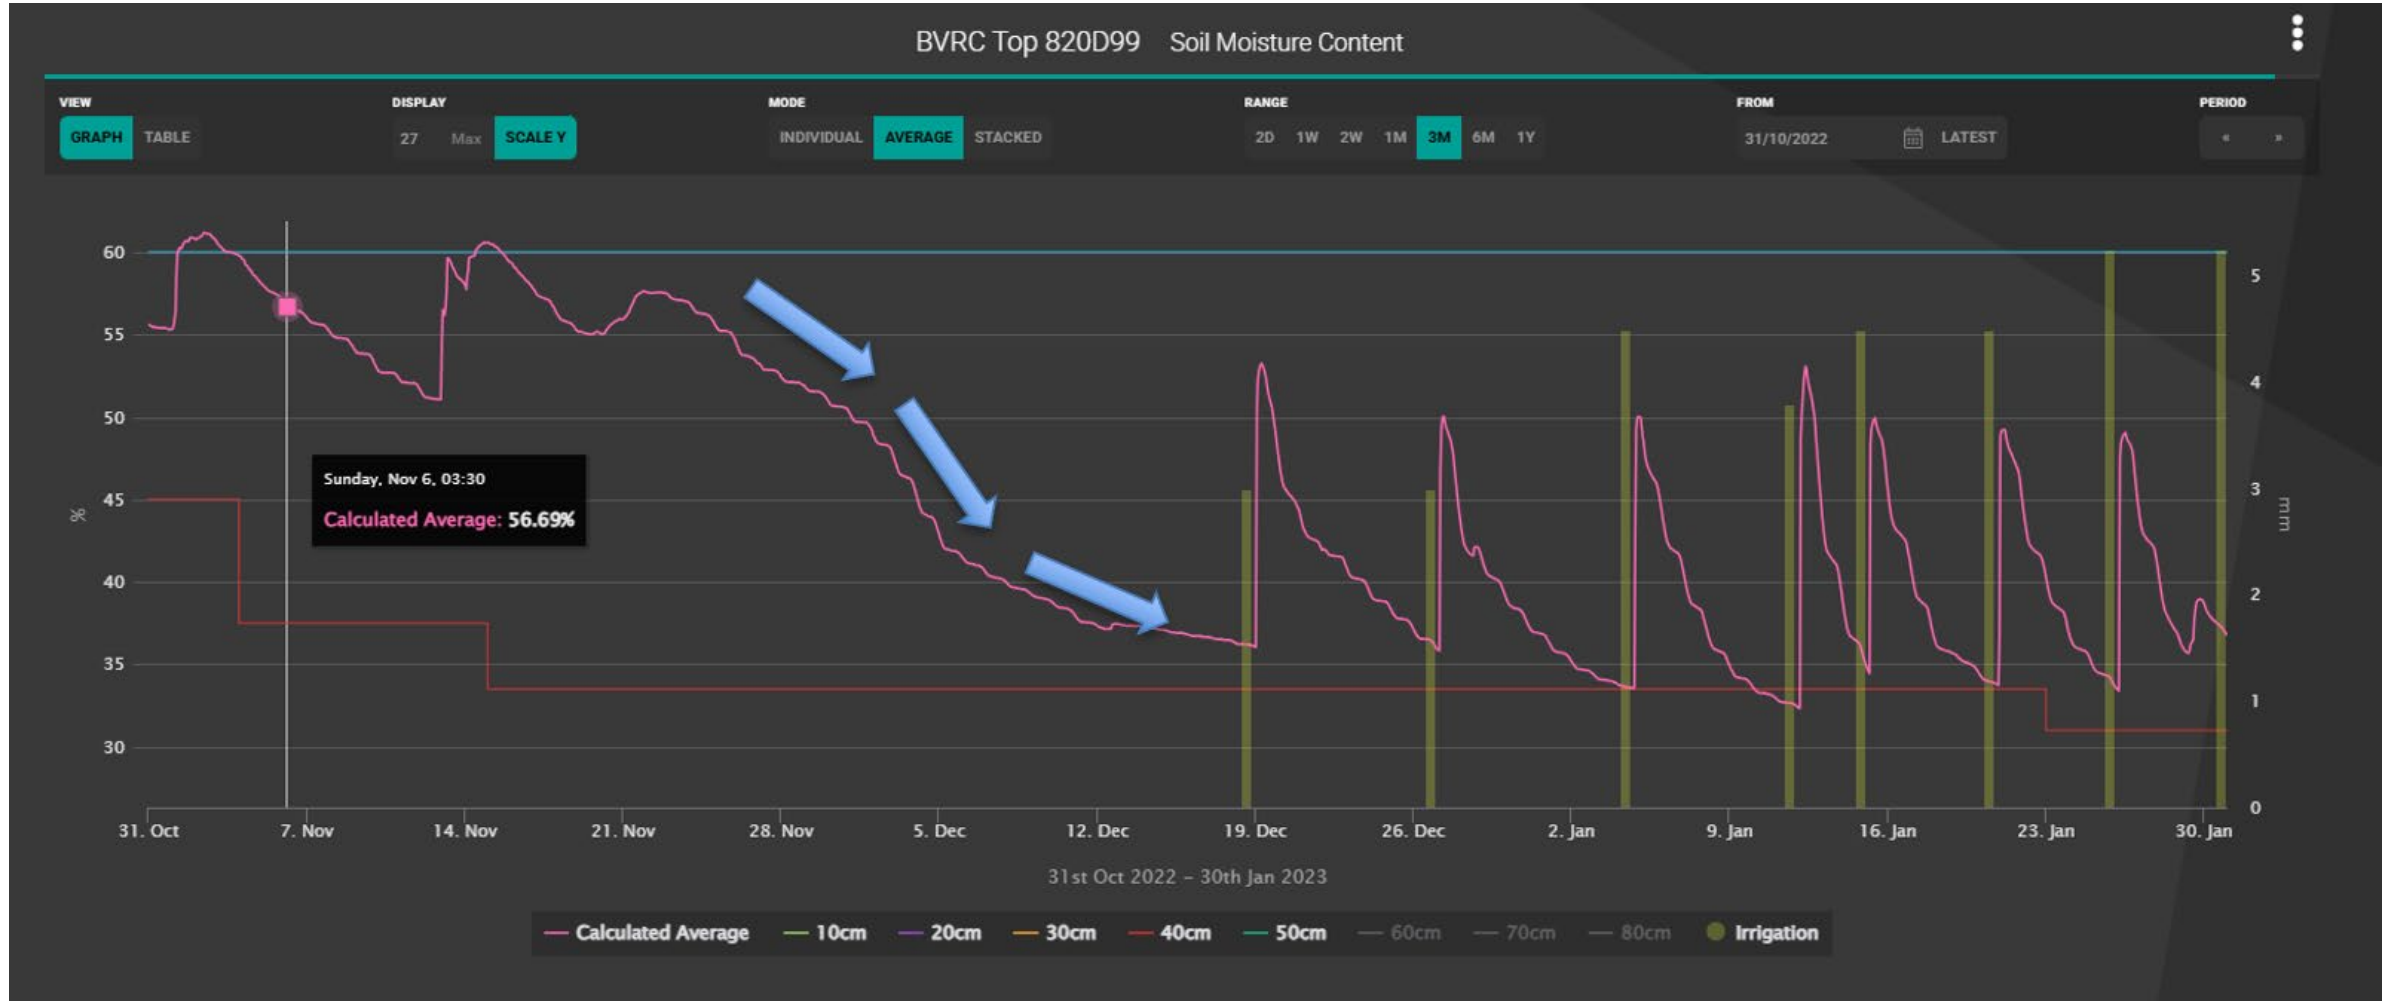 BVRC Top 820D99 Soil Moisture Content
VIEW DISPLAY MODE RANGE FROM PERIOD
GRAPH TABLE 27 Max SCALE Y INDIVIDUAL AVERAGE STACKED 2D 1W 2W 1M 3M 6M 1Y 31/10/2022 LATEST « »
60
55
50
45
40
35
30
%
Sunday, Nov 6, 03:30
Calculated Average: 56.69%
5
4
3
2
1
0
mm
31. Oct 7. Nov 14. Nov 21. Nov 28. Nov 5. Dec 12. Dec 19. Dec 26. Dec 2. Jan 9. Jan 16. Jan 23. Jan 30. Jan
31st Oct 2022 – 30th Jan 2023
Calculated Average 10cm 20cm 30cm 40cm 50cm 60cm 70cm 80cm Irrigation